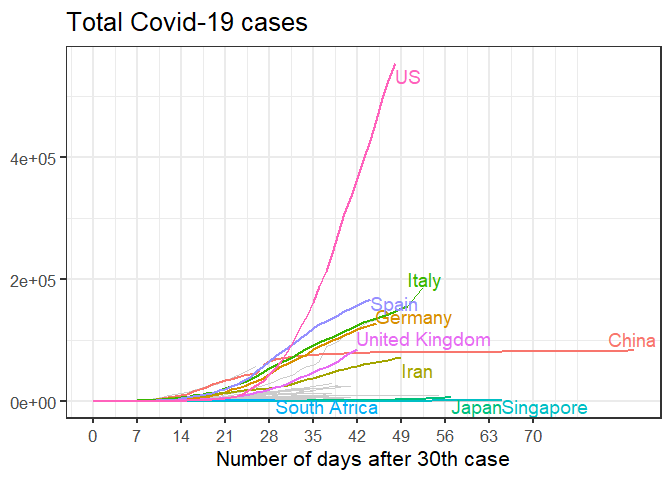 Total Covid-19 cases
US
4e+05
Italy
2e+05
Spain
Germany
United Kingdom
China
Iran
0e+00
South Africa
Japan
Singapore
0 7 14 21 28 35 42 49 56 63 70
Number of days after 30th case